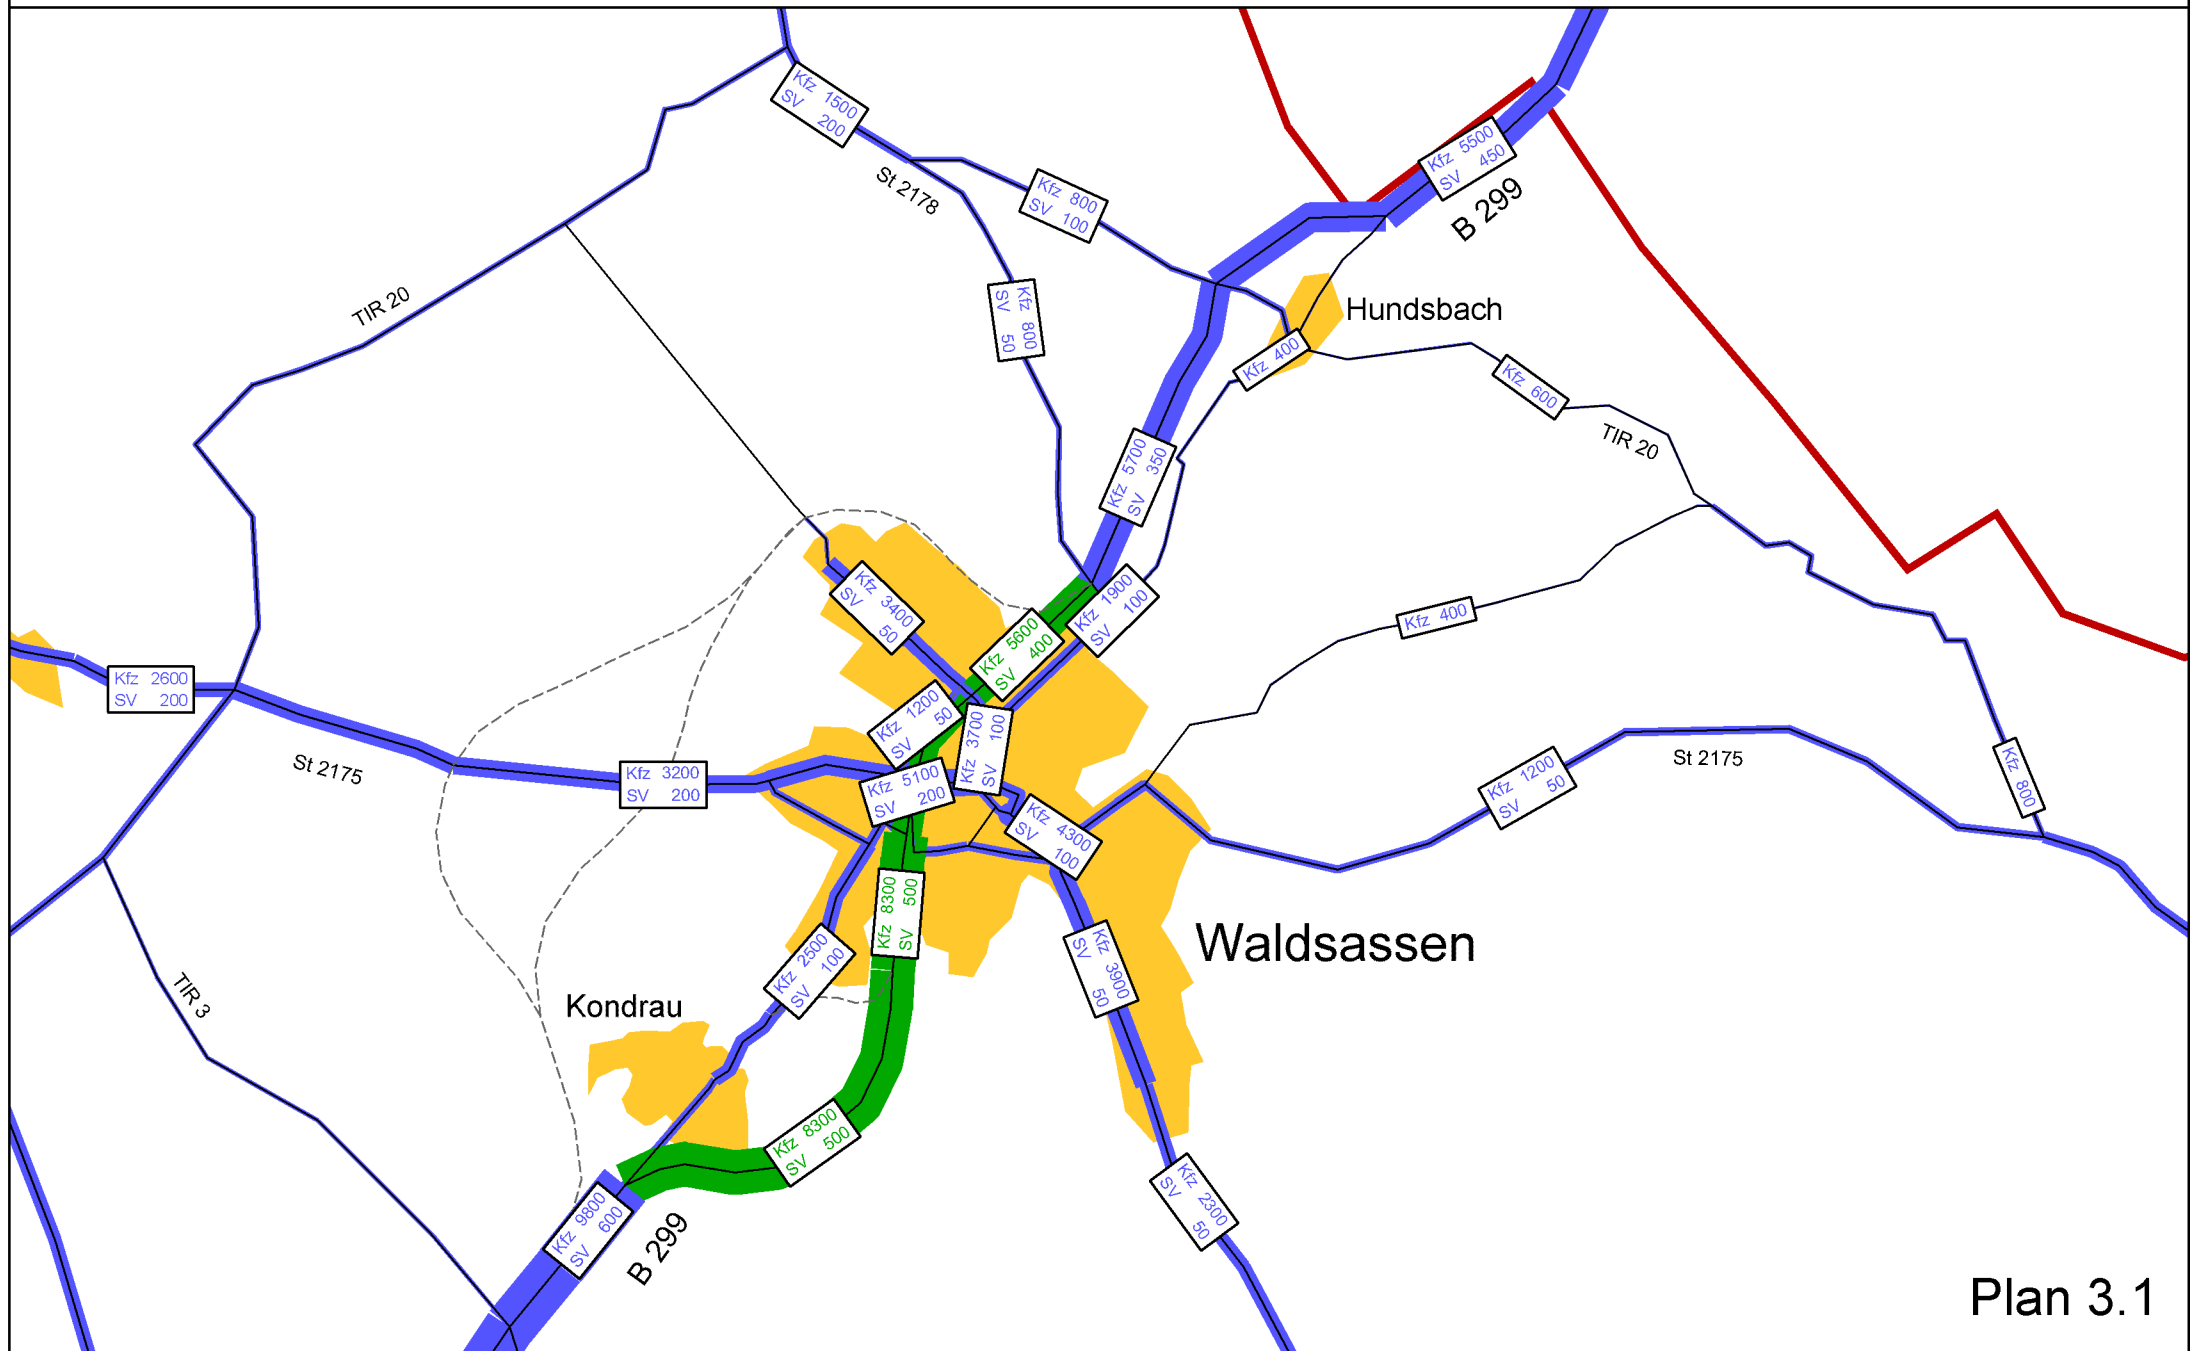 Kfz 1500
SV 200
St 2178
Kfz 800
SV 100
Kfz 5500
SV 450
B 299
TIR 20
Kfz 800
SV 50
Hundsbach
Kfz 400
Kfz 600
TIR 20
Kfz 5700
SV 350
Kfz 3400
SV 50
Kfz 5600
SV 400
Kfz 1900
SV 100
Kfz 400
Kfz 2600
SV 200
St 2175
Kfz 3200
SV 200
Kfz 1200
SV 50
Kfz 3700
SV 100
Kfz 5100
SV 200
Kfz 4300
SV 100
Kfz 1200
SV 50
St 2175
Kfz 800
Kfz 8300
SV 500
Waldsassen
Kfz 2500
SV 100
Kfz 3900
SV 50
TIR 3
Kondrau
Kfz 8300
SV 500
Kfz 9800
SV 600
B 299
Kfz 2300
SV 50
Plan 3.1